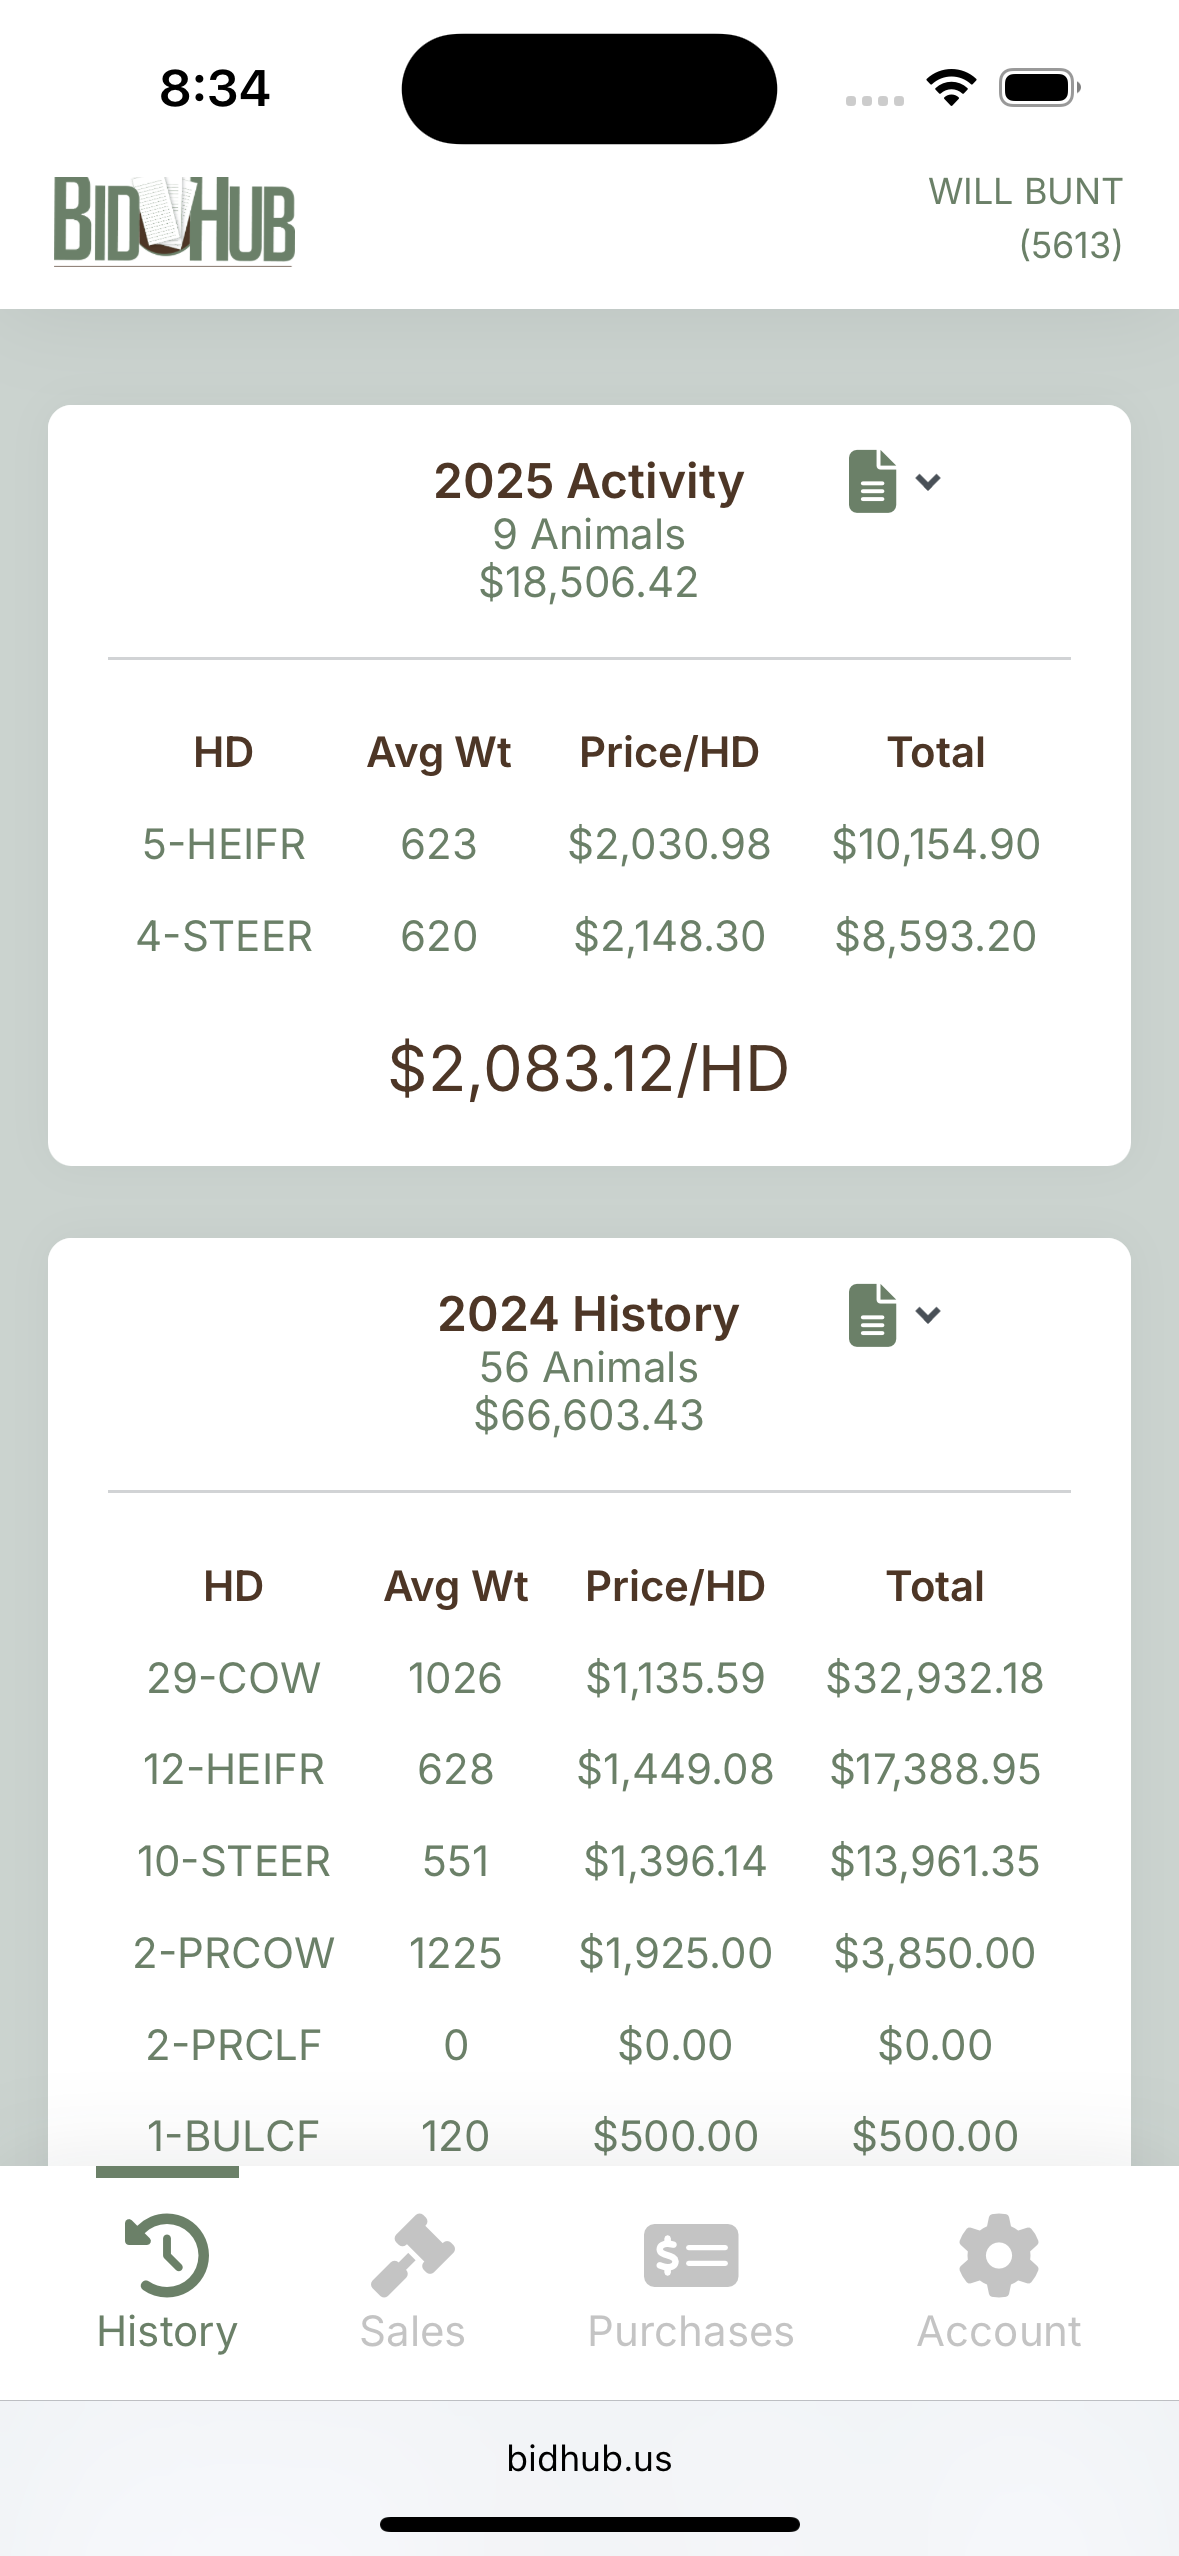 8:34
BIDHUB
WILL BUNT
(5613)
2025 Activity
9 Animals
$18,506.42
HD Avg Wt Price/HD Total
5-HEIFR 623 $2,030.98 $10,154.90
4-STEER 620 $2,148.30 $8,593.20
$2,083.12/HD
2024 History
56 Animals
$66,603.43
HD Avg Wt Price/HD Total
29-COW 1026 $1,135.59 $32,932.18
12-HEIFR 628 $1,449.08 $17,388.95
10-STEER 551 $1,396.14 $13,961.35
2-PRCOW 1225 $1,925.00 $3,850.00
2-PRCLF 0 $0.00 $0.00
1-BULCF 120 $500.00 $500.00
History Sales Purchases Account
bidhub.us